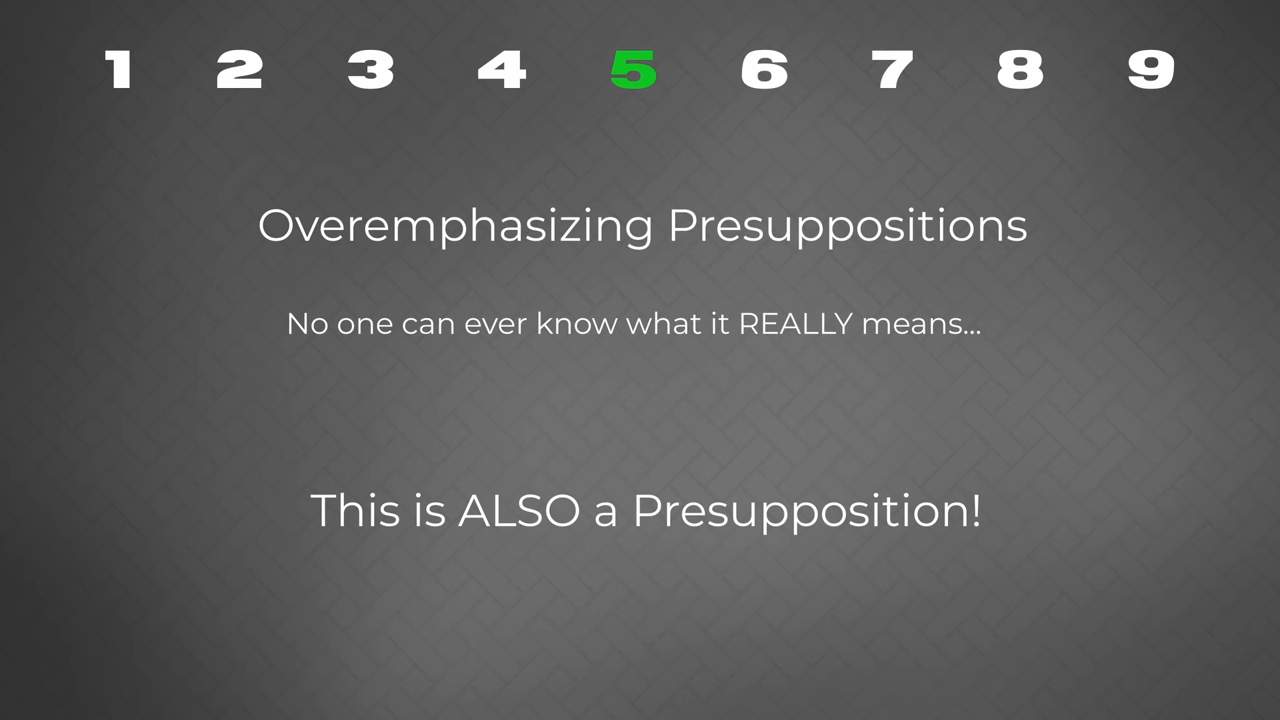 1 2 3 4 5 6 7 8 9
Overemphasizing Presuppositions
No one can ever know what it REALLY means...
This is ALSO a Presupposition!